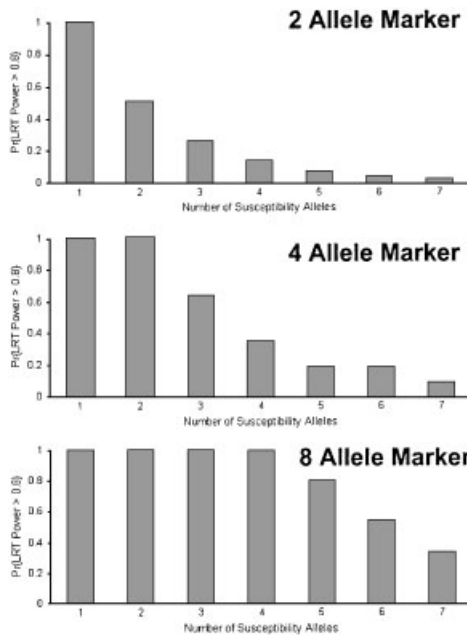 2 Allele Marker
Pr(LRT Power > 0.8)
1
0.8
0.6
0.4
0.2
0
1 2 3 4 5 6 7
Number of Susceptibility Alleles
4 Allele Marker
Pr(LRT Power > 0.8)
1
0.8
0.6
0.4
0.2
0
1 2 3 4 5 6 7
Number of Susceptibility Alleles
8 Allele Marker
Pr(LRT Power > 0.8)
1
0.8
0.6
0.4
0.2
0
1 2 3 4 5 6 7
Number of Susceptibility Alleles